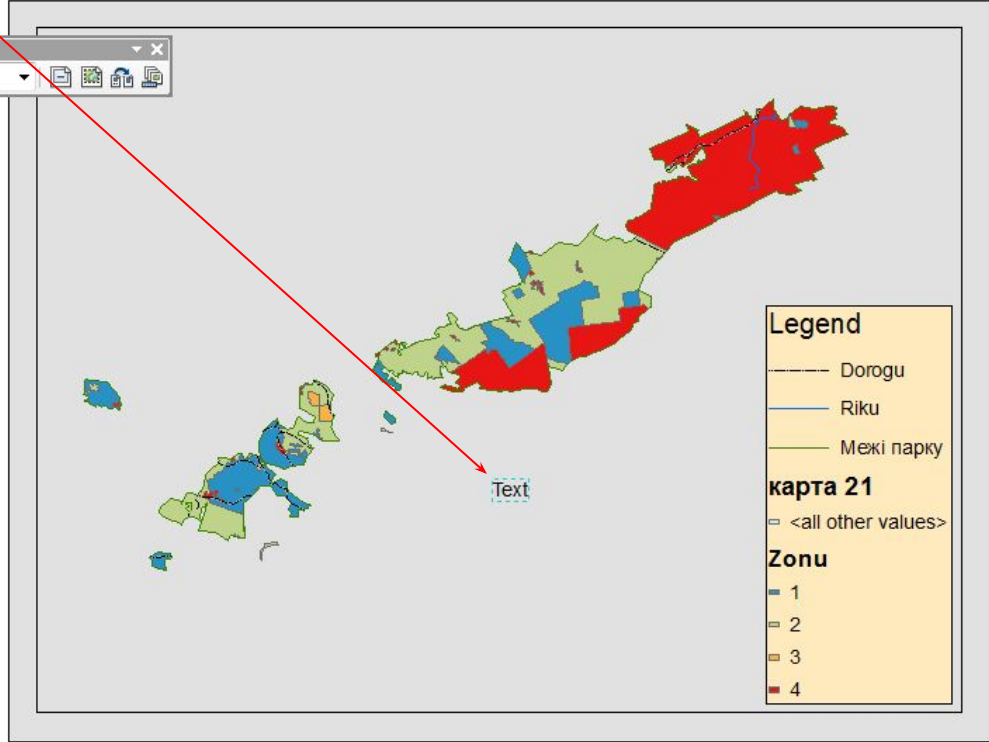 Text
Legend
Dorogu
Riku
Межі парку
карта 21
<all other values>
Zonu
1
2
3
4